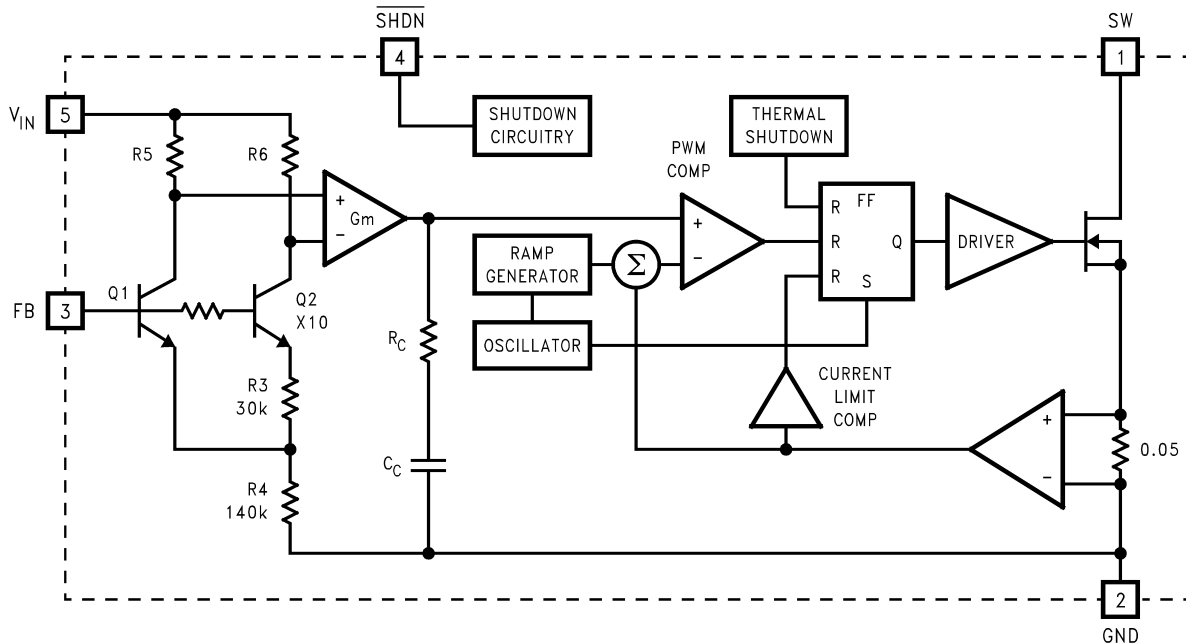 SHDN
SW
4
1
VIN
5
SHUTDOWN
CIRCUITRY
THERMAL
SHUTDOWN
R5
R6
PWM
COMP
+
Gm
−
+
−
R
FF
R
Q
R
S
DRIVER
RAMP
GENERATOR
Σ
FB
3
Q1
Q2
X10
OSCILLATOR
RC
R3
30k
CURRENT
LIMIT
COMP
+
−
0.05
CC
R4
140k
2
GND